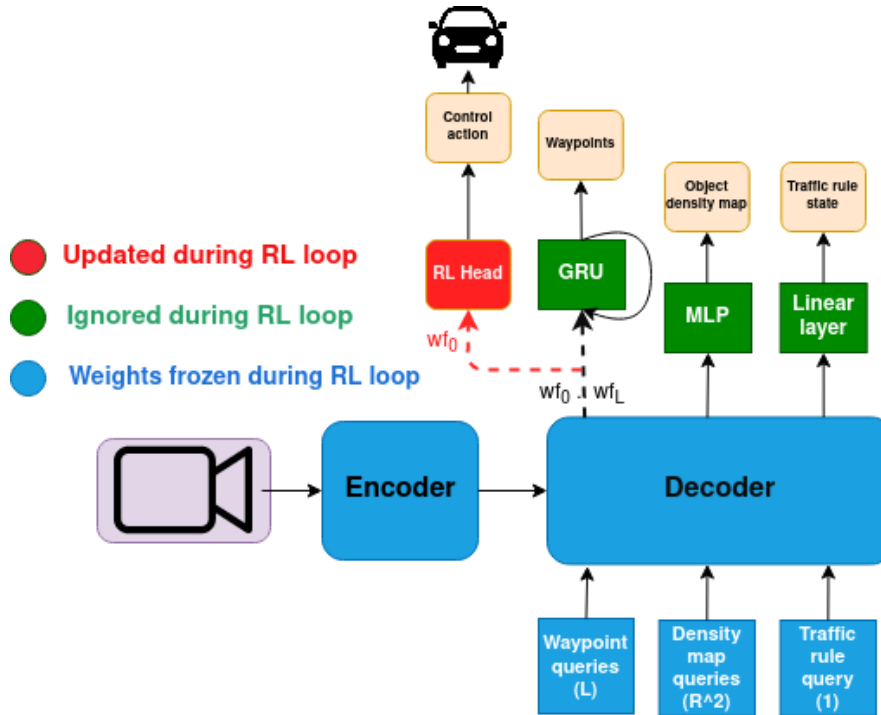 Control
action
Waypoints
Object
density map
Traffic rule
state
Updated during RL loop
RL Head
GRU
Ignored during RL loop
MLP
Linear
layer
wf0
Weights frozen during RL loop
wf0 . wfL
Encoder
Decoder
Waypoint
queries
(L)
Density
map
queries
(R^2)
Traffic
rule
query
(1)